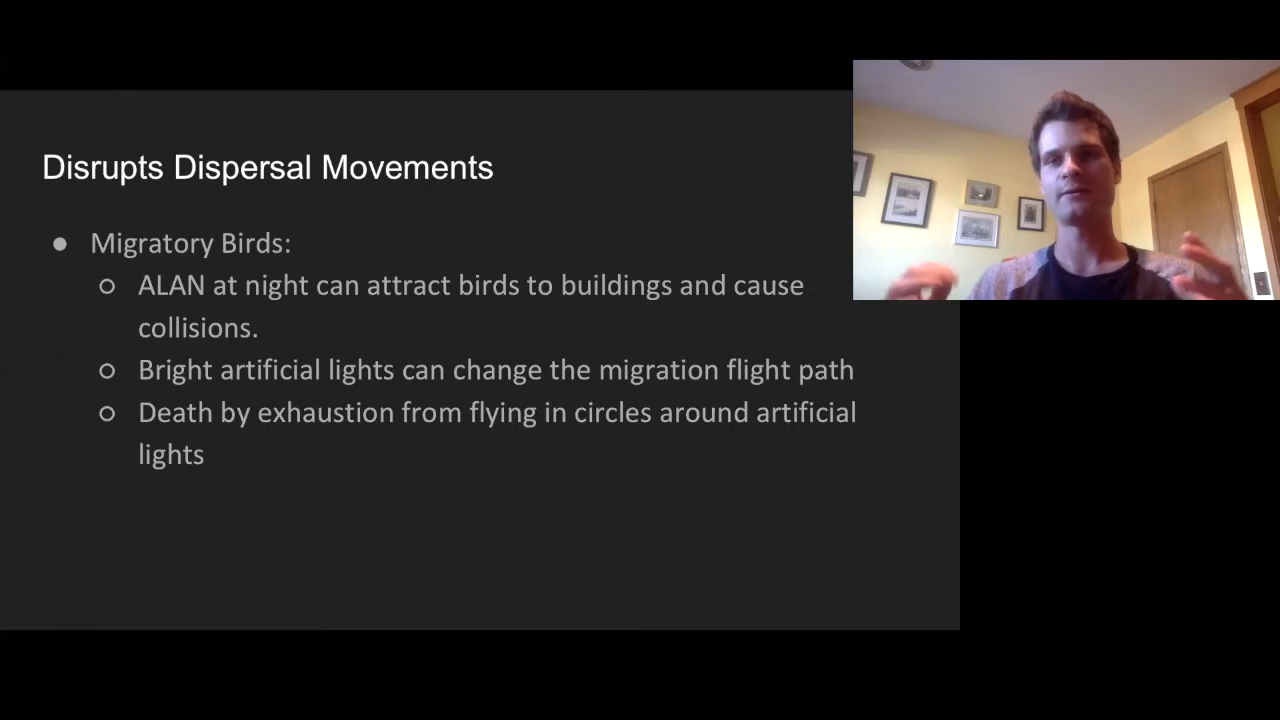 Disrupts Dispersal Movements
● Migratory Birds:
○ ALAN at night can attract birds to buildings and cause
collisions.
○ Bright artificial lights can change the migration flight path
○ Death by exhaustion from flying in circles around artificial
lights